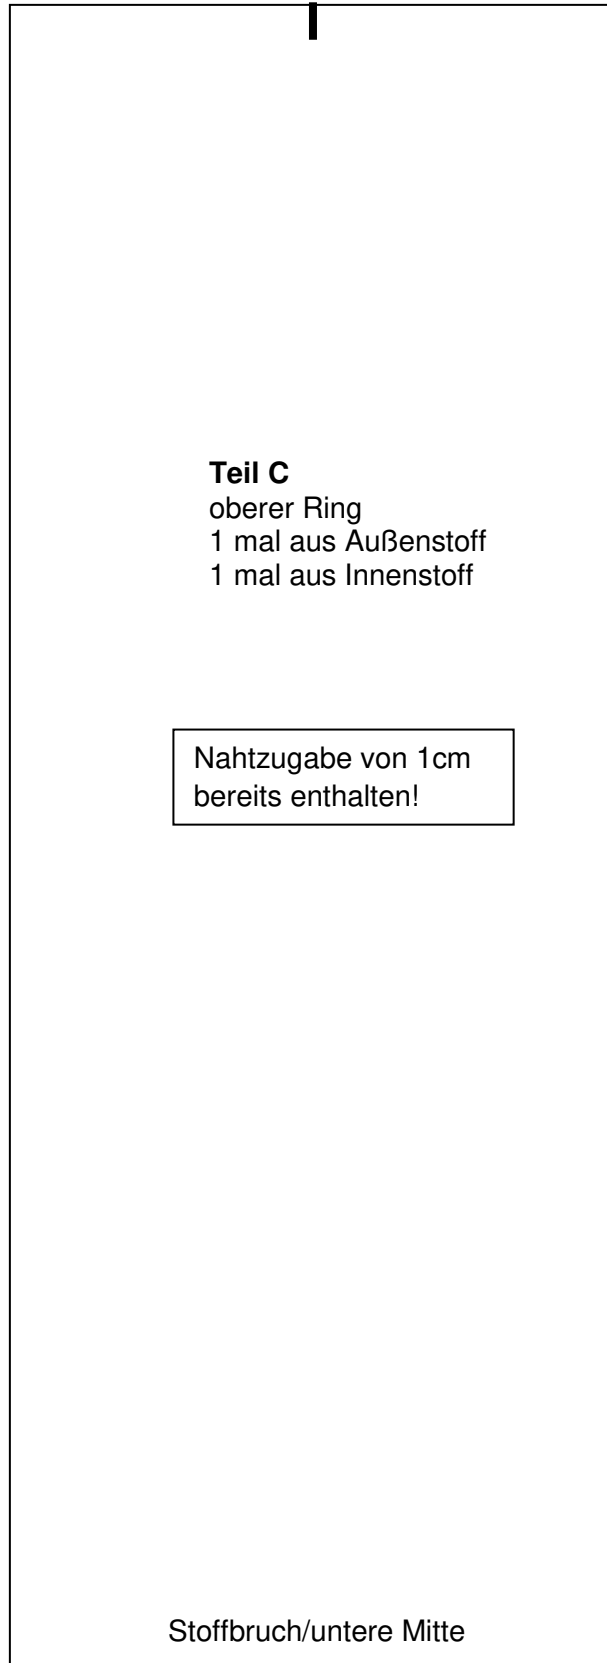 Teil C
oberer Ring
1 mal aus Außenstoff
1 mal aus Innenstoff
Nahtzugabe von 1cm
bereits enthalten!
Stoffbruch/untere Mitte